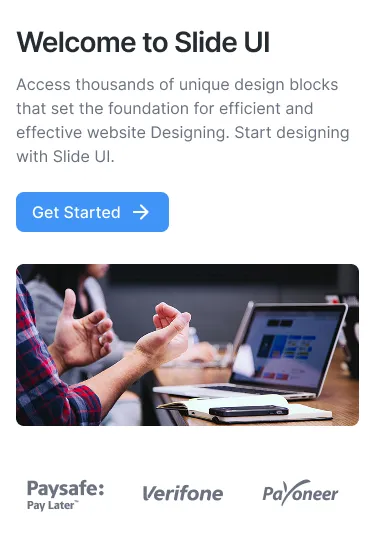 Welcome to Slide UI
Access thousands of unique design blocks
that set the foundation for efficient and
effective website Designing. Start designing
with Slide UI.
Get Started
Paysafe:
Pay Later™
Verifone
Payoneer